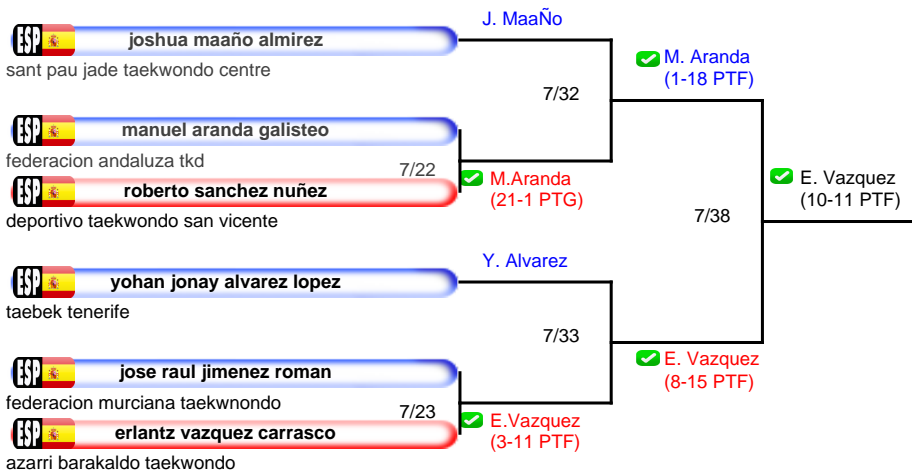 J. MaaÑo
ESP joshua maaño almirez
sant pau jade taekwondo centre
M. Aranda
(1-18 PTF)
7/32
ESP manuel aranda galisteo
federacion andaluza tkd
7/22
ESP roberto sanchez nuñez
deportivo taekwondo san vicente
M.Aranda
(21-1 PTG)
E. Vazquez
(10-11 PTF)
7/38
Y. Alvarez
ESP yohan jonay alvarez lopez
taebek tenerife
7/33
E. Vazquez
(8-15 PTF)
ESP jose raul jimenez roman
federacion murciana taekwnondo
7/23
ESP erlantz vazquez carrasco
azarri barakaldo taekwondo
E.Vazquez
(3-11 PTF)